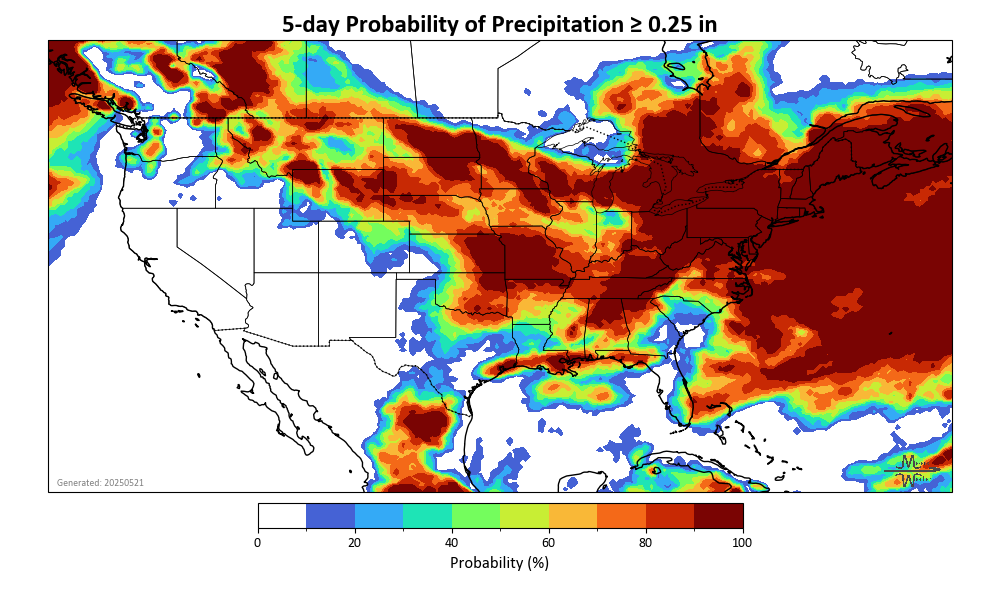 5-day Probability of Precipitation ≥ 0.25 in
Generated: 20250521
0 20 40 60 80 100
Probability (%)